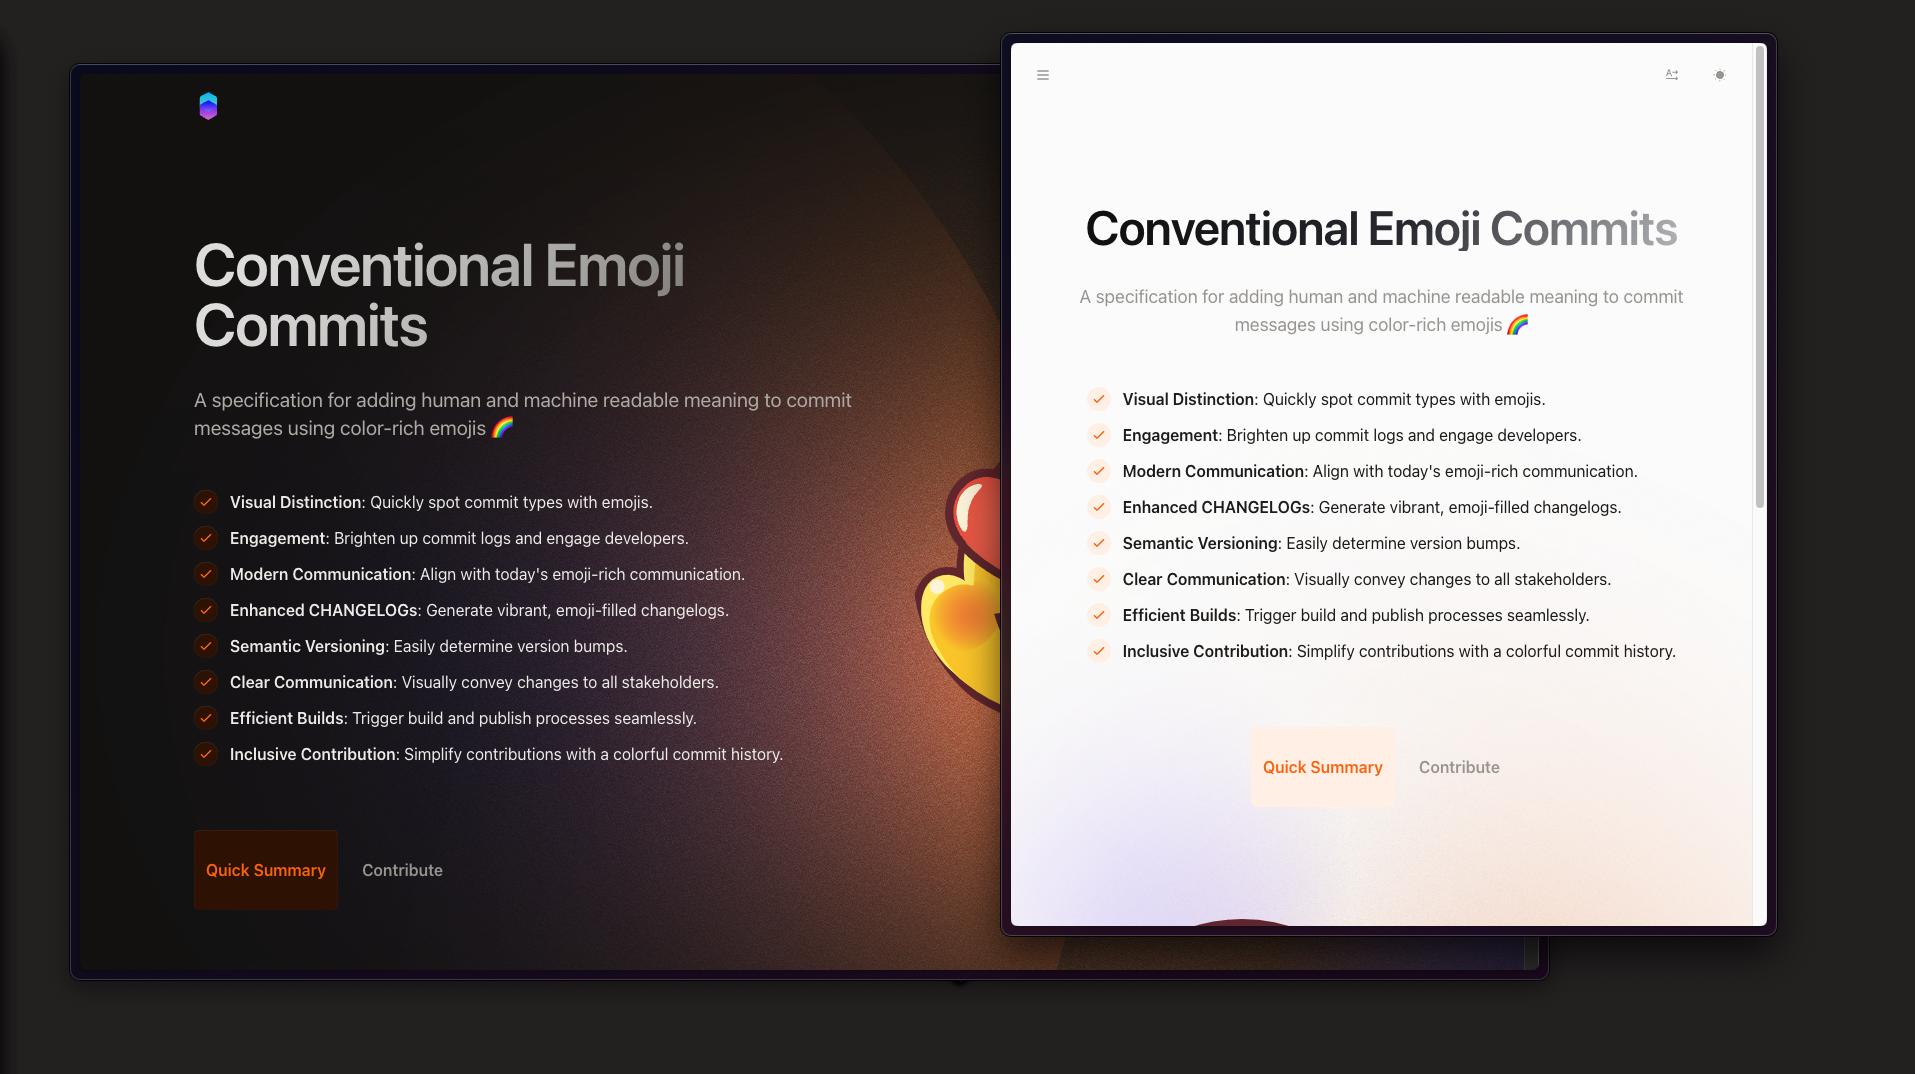 Conventional Emoji
Commits
A specification for adding human and machine readable meaning to commit
messages using color-rich emojis 🌈
Visual Distinction: Quickly spot commit types with emojis.
Engagement: Brighten up commit logs and engage developers.
Modern Communication: Align with today's emoji-rich communication.
Enhanced CHANGELOGs: Generate vibrant, emoji-filled changelogs.
Semantic Versioning: Easily determine version bumps.
Clear Communication: Visually convey changes to all stakeholders.
Efficient Builds: Trigger build and publish processes seamlessly.
Inclusive Contribution: Simplify contributions with a colorful commit history.
Quick Summary Contribute
Conventional Emoji Commits
A specification for adding human and machine readable meaning to commit
messages using color-rich emojis 🌈
Visual Distinction: Quickly spot commit types with emojis.
Engagement: Brighten up commit logs and engage developers.
Modern Communication: Align with today's emoji-rich communication.
Enhanced CHANGELOGs: Generate vibrant, emoji-filled changelogs.
Semantic Versioning: Easily determine version bumps.
Clear Communication: Visually convey changes to all stakeholders.
Efficient Builds: Trigger build and publish processes seamlessly.
Inclusive Contribution: Simplify contributions with a colorful commit history.
Quick Summary Contribute